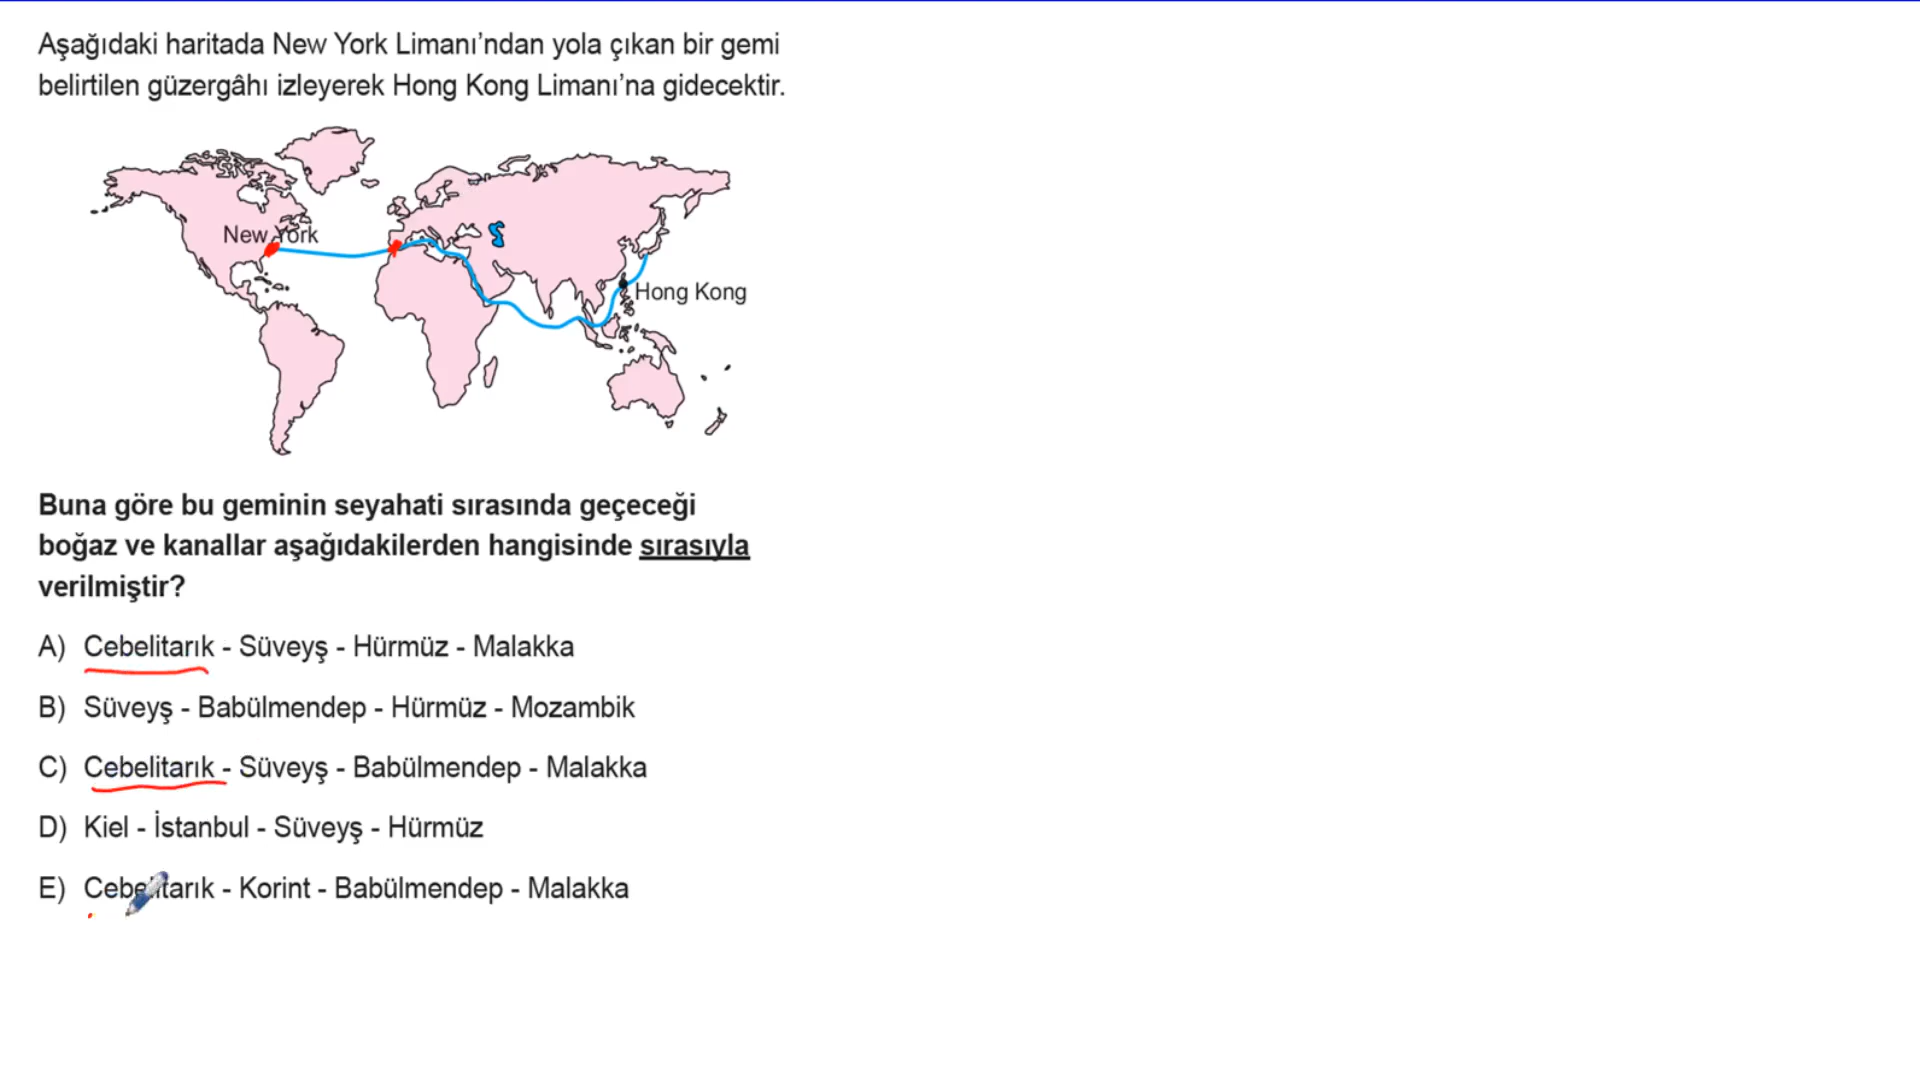 Aşağıdaki haritada New York Limanı’ndan yola çıkan bir gemi
belirtilen güzergâhı izleyerek Hong Kong Limanı’na gidecektir.
New York
Hong Kong
Buna göre bu geminin seyahati sırasında geçeceği
boğaz ve kanallar aşağıdakilerden hangisinde sırasıyla
verilmiştir?
A) Cebelitarık - Süveyş - Hürmüz - Malakka
B) Süveyş - Babülmendep - Hürmüz - Mozambik
C) Cebelitarık - Süveyş - Babülmendep - Malakka
D) Kiel - İstanbul - Süveyş - Hürmüz
E) Cebelitarık - Korint - Babülmendep - Malakka